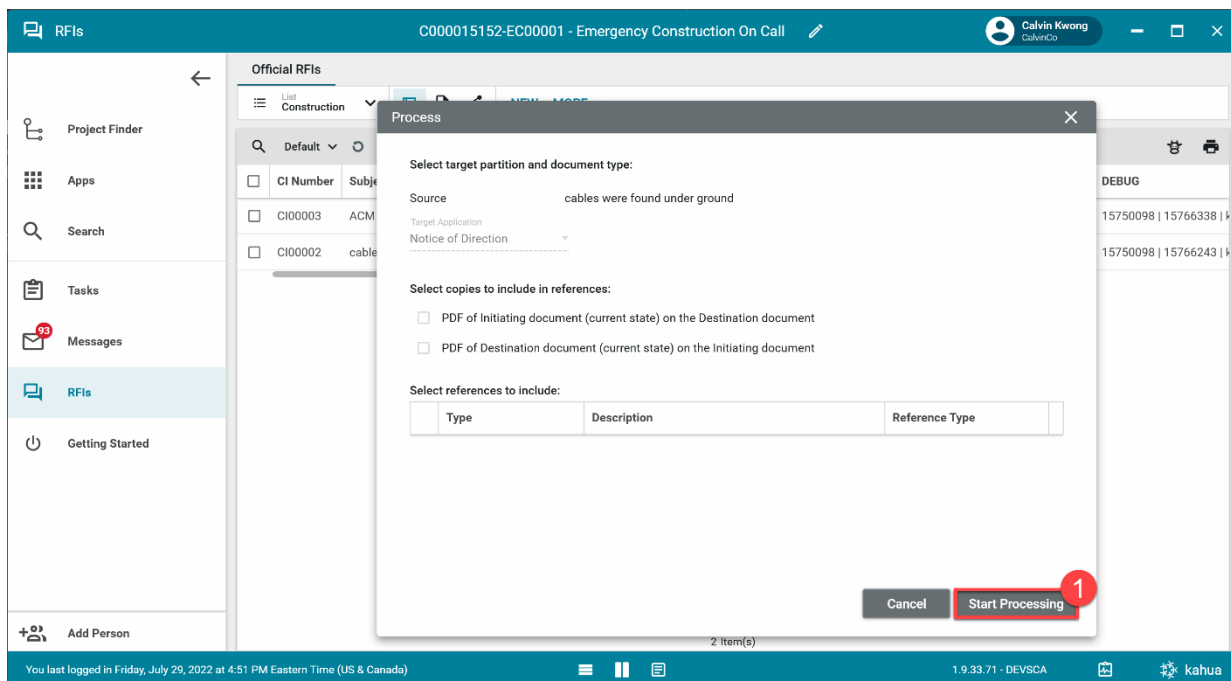 RFIs
C000015152-EC00001 - Emergency Construction On Call
Calvin Kwong
CalvinCo
Official RFIs
List
Construction
Process
Project Finder
Default
Select target partition and document type:
Apps
CI Number
DEBUG
Source
cables were found under ground
CI00003
ACM
15750098 | 15766338 |
Target Application
Notice of Direction
Search
CI00002
cable
15750098 | 15766243 |
Tasks
Select copies to include in references:
PDF of Initiating document (current state) on the Destination document
93
Messages
PDF of Destination document (current state) on the Initiating document
RFIs
Select references to include:
Type
Description
Reference Type
Getting Started
1
Cancel
Start Processing
Add Person
2 Item(s)
You last logged in Friday, July 29, 2022 at 4:51 PM Eastern Time (US & Canada)
1.9.33.71 - DEVSCA
kahua